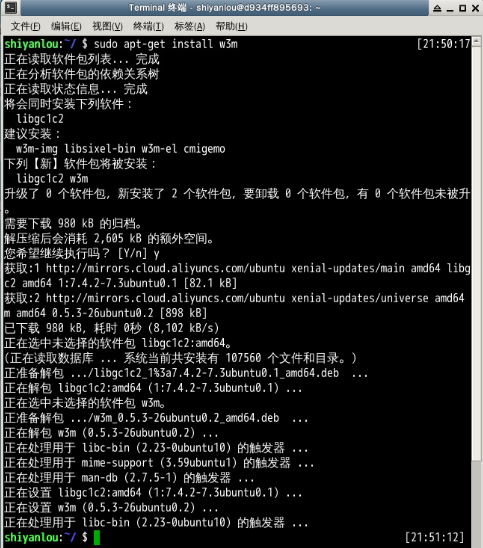 Terminal 终端 - shiyanlou@d934ff895693: ~
文件(F) 编辑(E) 视图(V) 终端(T) 标签(A) 帮助(H)
shiyanlou:~/ $ sudo apt-get install w3m [21:50:17
正在读取软件包列表... 完成
正在分析软件包的依赖关系树
正在读取状态信息... 完成
将会同时安装下列软件：
libgc1c2
建议安装：
w3m-img libsixel-bin w3m-el cmigemo
下列【新】软件包将被安装：
libgc1c2 w3m
升级了 0 个软件包, 新安装了 2 个软件包, 要卸载 0 个软件包, 有 0 个软件包未被升
。
需要下载 980 kB 的归档。
解压缩后会消耗 2,605 kB 的额外空间。
您希望继续执行吗？ [Y/n] y
获取:1 http://mirrors.cloud.aliyuncs.com/ubuntu xenial-updates/main amd64 libg
c2 amd64 1:7.4.2-7.3ubuntu0.1 [82.1 kB]
获取:2 http://mirrors.cloud.aliyuncs.com/ubuntu xenial-updates/universe amd64
m amd64 0.5.3-26ubuntu0.2 [898 kB]
已下载 980 kB, 耗时 0秒 (8,102 kB/s)
正在选中未选择的软件包 libgc1c2:amd64。
(正在读取数据库 ... 系统当前共安装有 107560 个文件和目录。)
正准备解包 .../libgc1c2_1%3a7.4.2-7.3ubuntu0.1_amd64.deb ...
正在解包 libgc1c2:amd64 (1:7.4.2-7.3ubuntu0.1) ...
正在选中未选择的软件包 w3m。
正准备解包 .../w3m_0.5.3-26ubuntu0.2_amd64.deb ...
正在解包 w3m (0.5.3-26ubuntu0.2) ...
正在处理用于 libc-bin (2.23-0ubuntu10) 的触发器 ...
正在处理用于 mime-support (3.59ubuntu1) 的触发器 ...
正在处理用于 man-db (2.7.5-1) 的触发器 ...
正在设置 libgc1c2:amd64 (1:7.4.2-7.3ubuntu0.1) ...
正在设置 w3m (0.5.3-26ubuntu0.2) ...
正在处理用于 libc-bin (2.23-0ubuntu10) 的触发器 ...
shiyanlou:~/ $ [21:51:12]